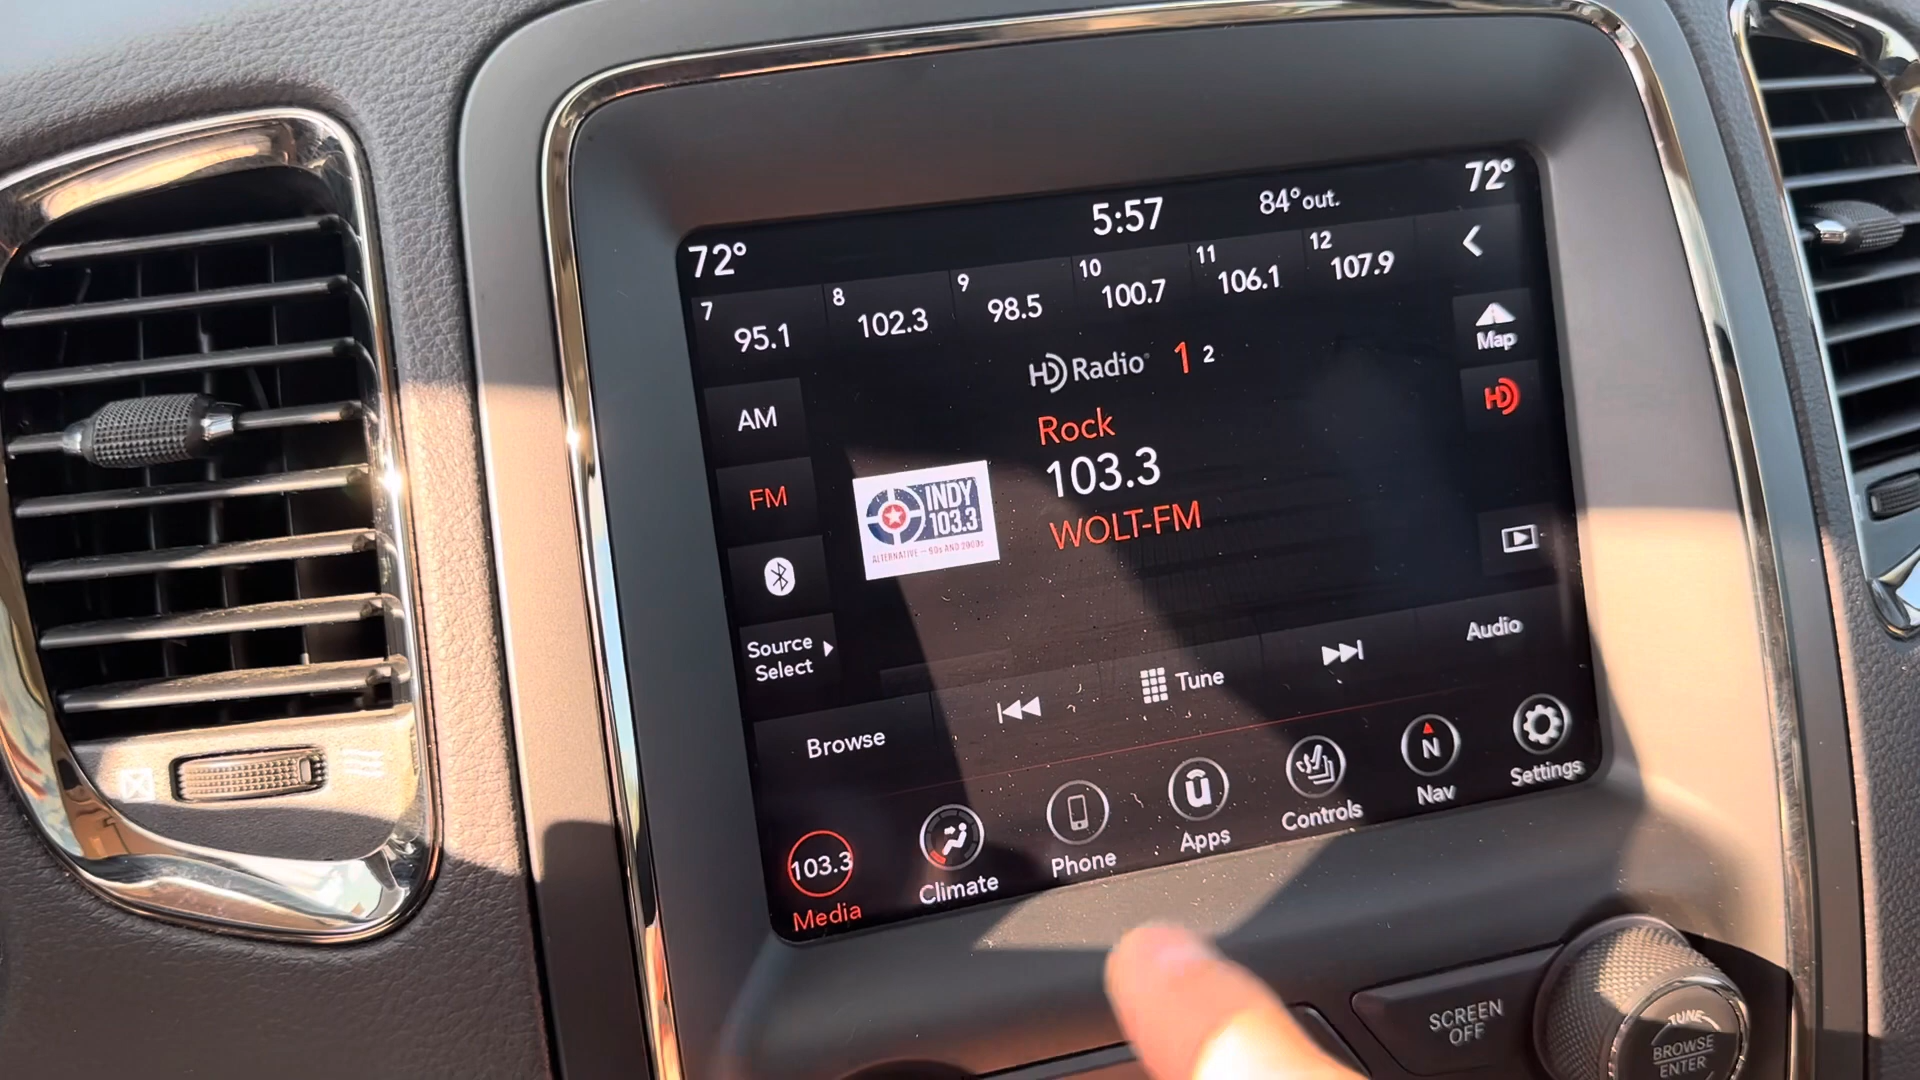 72° 5:57 84°out. 72°
7 95.1 8 102.3 9 98.5 10 100.7 11 106.1 12 107.9
Map
HD Radio 1 2
HD
AM
Rock
FM
103.3
WOLT-FM
INDY
103.3
ALTERNATIVE — 90s AND 2000s
Source
Select
Browse Tune Audio
103.3 N
Media Climate Phone Apps Controls Nav Settings
SCREEN
OFF
TUNE
BROWSE
ENTER